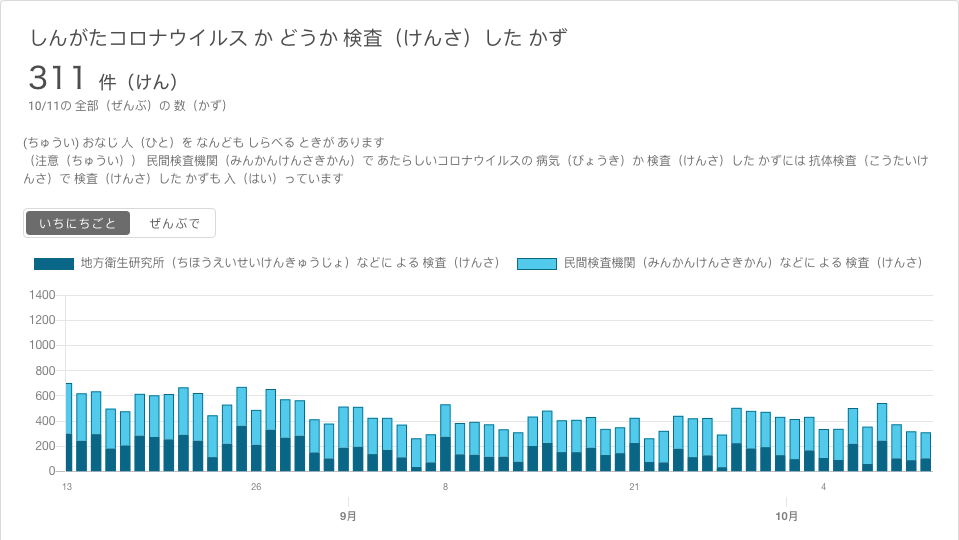 しんがたコロナウイルス か どうか 検査（けんさ）した かず
311 件（けん）
10/11の 全部（ぜんぶ）の 数（かず）
(ちゅうい) おなじ 人（ひと）を なんども しらべる ときが あります
（注意（ちゅうい）） 民間検査機関（みんかんけんさきかん）で あたらしいコロナウイルスの 病気（びょうき）か 検査（けんさ）した かずには 抗体検査（こうたいけ
んさ）で 検査（けんさ）した かずも 入（はい）っています
いちにちごと ぜんぶで
地方衛生研究所（ちほうえいせいけんきゅうじょ）などに よる 検査（けんさ） 民間検査機関（みんかんけんさきかん）などに よる 検査（けんさ）
1400
1200
1000
800
600
400
200
0
13 26 8 21 4
9月 10月